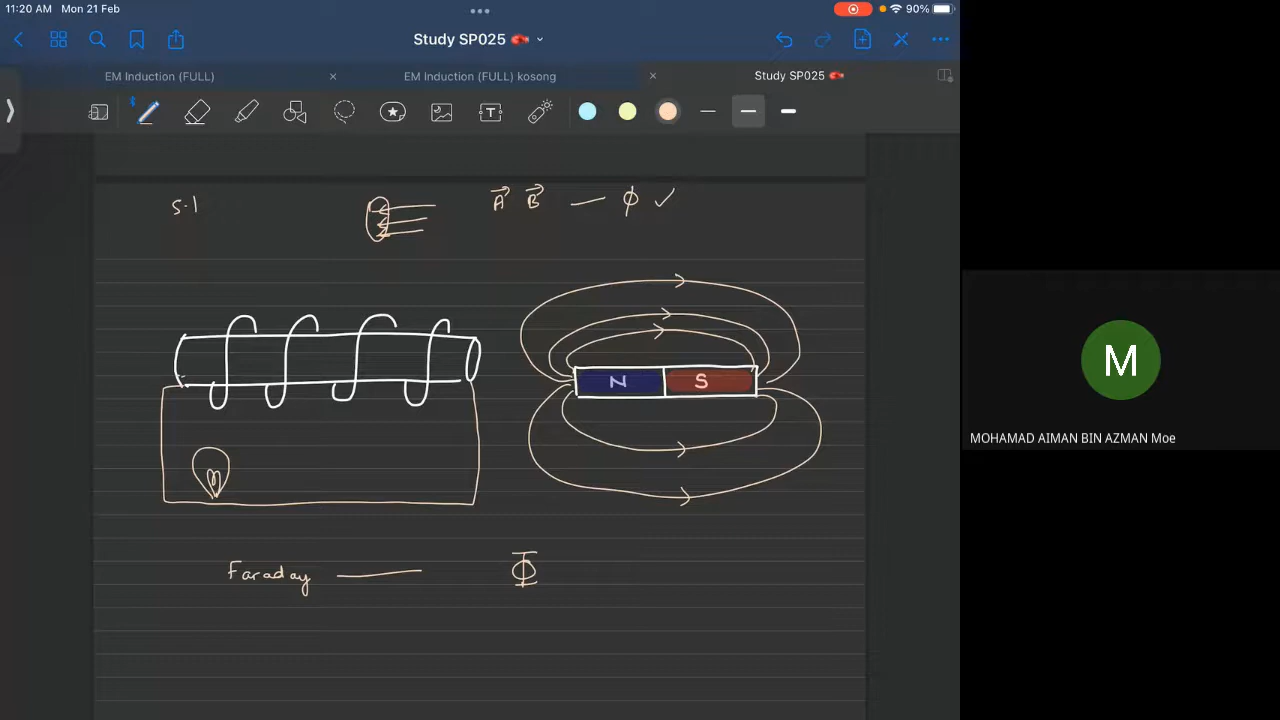 11:20 AM Mon 21 Feb
90%
Study SP025
EM Induction (FULL)
EM Induction (FULL) kosong
Study SP025
T
5.1
A B — ϕ ✓
N S
Faraday — Φ
M
MOHAMAD AIMAN BIN AZMAN Moe